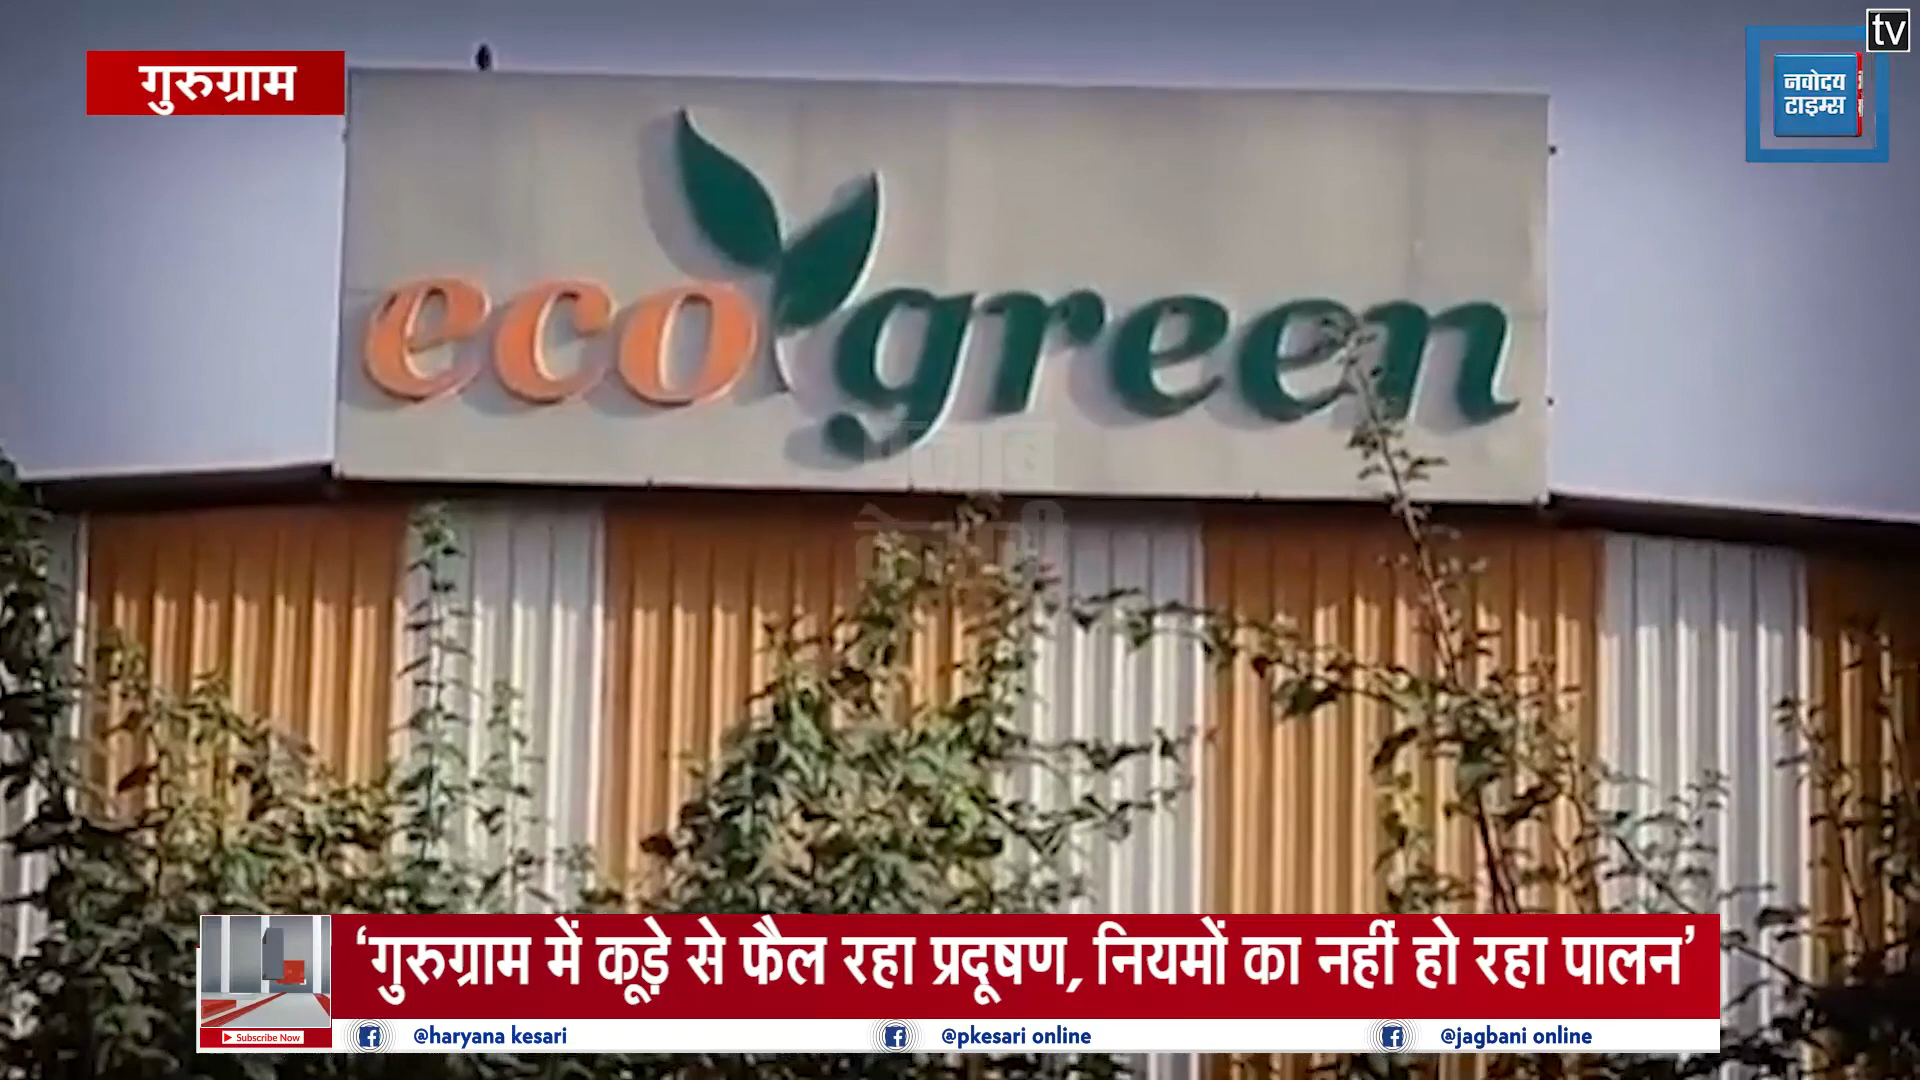 tv
गुरुग्राम
नवोदय
टाइम्स
eco green
पंजाब
केसरी
‘गुरुग्राम में कूड़े से फैल रहा प्रदूषण, नियमों का नहीं हो रहा पालन’
Subscribe Now
@haryana kesari
@pkesari online
@jagbani online